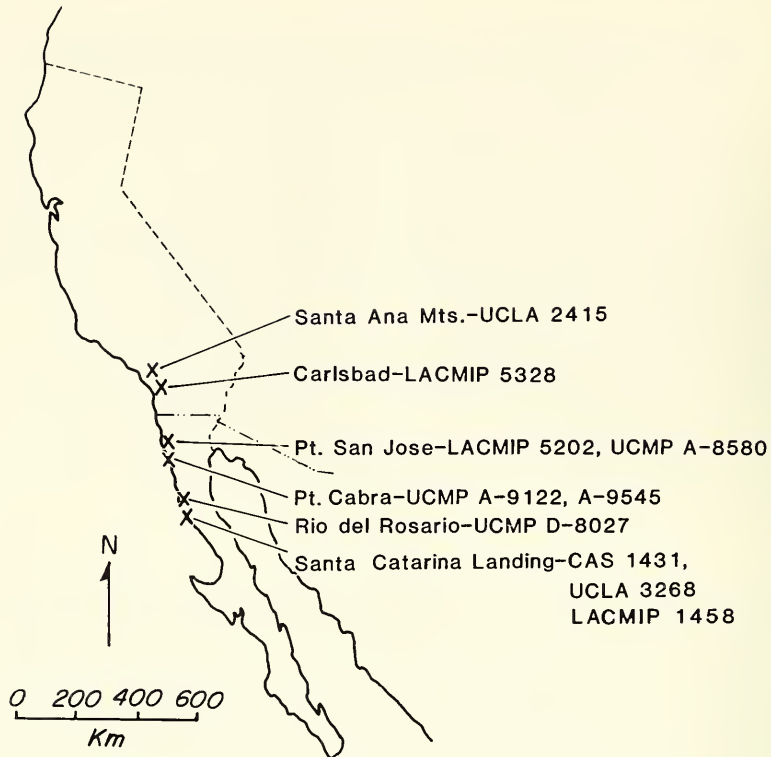 Santa Ana Mts.-UCLA 2415
Carlsbad-LACMIP 5328
Pt. San Jose-LACMIP 5202, UCMP A-8580
Pt. Cabra-UCMP A-9122, A-9545
Rio del Rosario-UCMP D-8027
Santa Catarina Landing-CAS 1431,
UCLA 3268
LACMIP 1458
N
0 200 400 600
Km